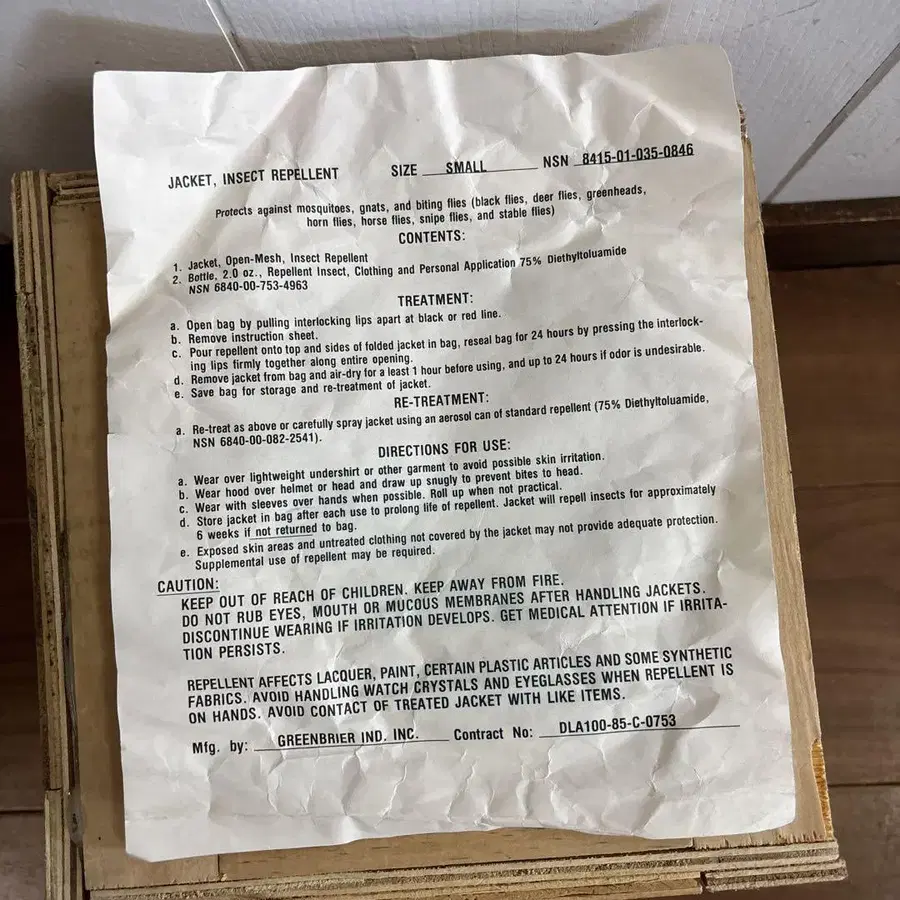 JACKET, INSECT REPELLENT SIZE SMALL NSN 8415-01-035-0846
Protects against mosquitoes, gnats, and biting flies (black flies, deer flies, greenheads,
horn flies, horse flies, snipe flies, and stable flies)
CONTENTS:
1. Jacket, Open-Mesh, Insect Repellent
2. Bottle, 2.0 oz., Repellent Insect, Clothing and Personal Application 75% Diethyltoluamide
NSN 6840-00-753-4963
TREATMENT:
a. Open bag by pulling interlocking lips apart at black or red line.
b. Remove instruction sheet.
c. Pour repellent onto top and sides of folded jacket in bag, reseal bag for 24 hours by pressing the interlock-
ing lips firmly together along entire opening.
d. Remove jacket from bag and air-dry for a least 1 hour before using, and up to 24 hours if odor is undesirable.
e. Save bag for storage and re-treatment of jacket.
RE-TREATMENT:
a. Re-treat as above or carefully spray jacket using an aerosol can of standard repellent (75% Diethyltoluamide,
NSN 6840-00-082-2541).
DIRECTIONS FOR USE:
a. Wear over lightweight undershirt or other garment to avoid possible skin irritation.
b. Wear hood over helmet or head and draw up snugly to prevent bites to head.
c. Wear with sleeves over hands when possible. Roll up when not practical.
d. Store jacket in bag after each use to prolong life of repellent. Jacket will repell insects for approximately
6 weeks if not returned to bag.
e. Exposed skin areas and untreated clothing not covered by the jacket may not provide adequate protection.
Supplemental use of repellent may be required.
CAUTION:
KEEP OUT OF REACH OF CHILDREN. KEEP AWAY FROM FIRE.
DO NOT RUB EYES, MOUTH OR MUCOUS MEMBRANES AFTER HANDLING JACKETS.
DISCONTINUE WEARING IF IRRITATION DEVELOPS. GET MEDICAL ATTENTION IF IRRITA-
TION PERSISTS.
REPELLENT AFFECTS LACQUER, PAINT, CERTAIN PLASTIC ARTICLES AND SOME SYNTHETIC
FABRICS. AVOID HANDLING WATCH CRYSTALS AND EYEGLASSES WHEN REPELLENT IS
ON HANDS. AVOID CONTACT OF TREATED JACKET WITH LIKE ITEMS.
Mfg. by: GREENBRIER IND. INC. Contract No: DLA100-85-C-0753